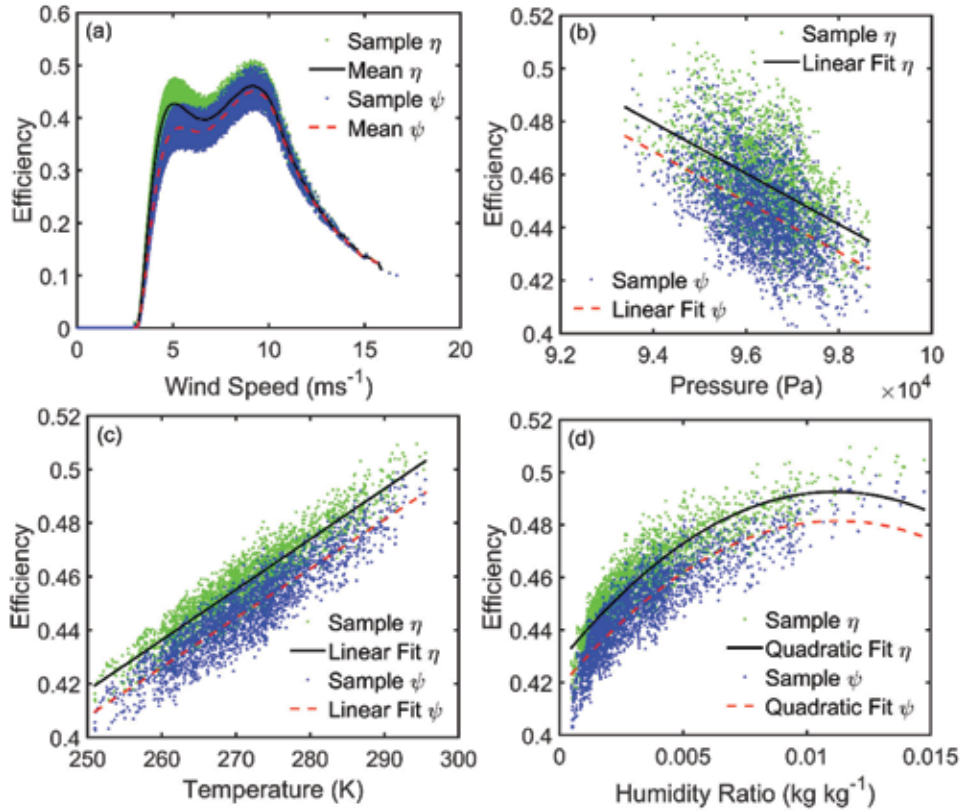 (a)
Sample η
Mean η
Sample ψ
Mean ψ
0.6
0.5
0.4
0.3
0.2
0.1
0
Efficiency
0 5 10 15 20
Wind Speed (ms⁻¹)
(b)
Sample η
Linear Fit η
Sample ψ
Linear Fit ψ
0.52
0.5
0.48
0.46
0.44
0.42
0.4
Efficiency
9.2 9.4 9.6 9.8 10
Pressure (Pa) ×10⁴
(c)
Sample η
Linear Fit η
Sample ψ
Linear Fit ψ
0.52
0.5
0.48
0.46
0.44
0.42
0.4
Efficiency
250 260 270 280 290 300
Temperature (K)
(d)
Sample η
Quadratic Fit η
Sample ψ
Quadratic Fit ψ
0.52
0.5
0.48
0.46
0.44
0.42
0.4
Efficiency
0 0.005 0.01 0.015
Humidity Ratio (kg kg⁻¹)